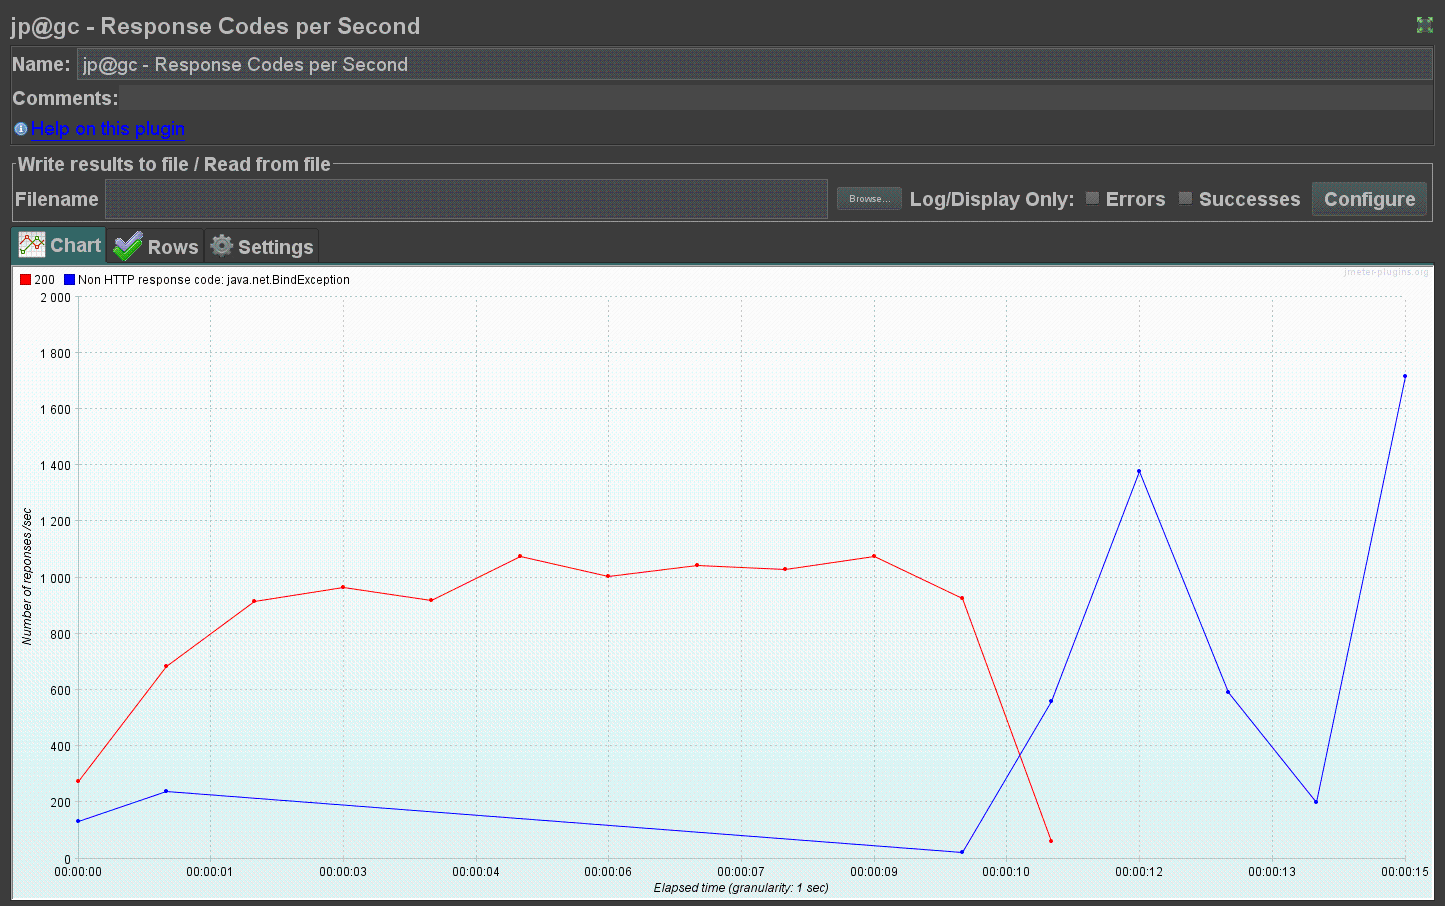 jp@gc - Response Codes per Second
Name: jp@gc - Response Codes per Second
Comments:
Help on this plugin
Write results to file / Read from file
Filename Browse... Log/Display Only: Errors Successes Configure
Chart Rows Settings
200 Non HTTP response code: java.net.BindException
jmeter-plugins.org
2 000
1 800
1 600
1 400
1 200
1 000
800
600
400
200
0
Number of reponses /sec
00:00:00 00:00:01 00:00:03 00:00:04 00:00:06 00:00:07 00:00:09 00:00:10 00:00:12 00:00:13 00:00:15
Elapsed time (granularity: 1 sec)